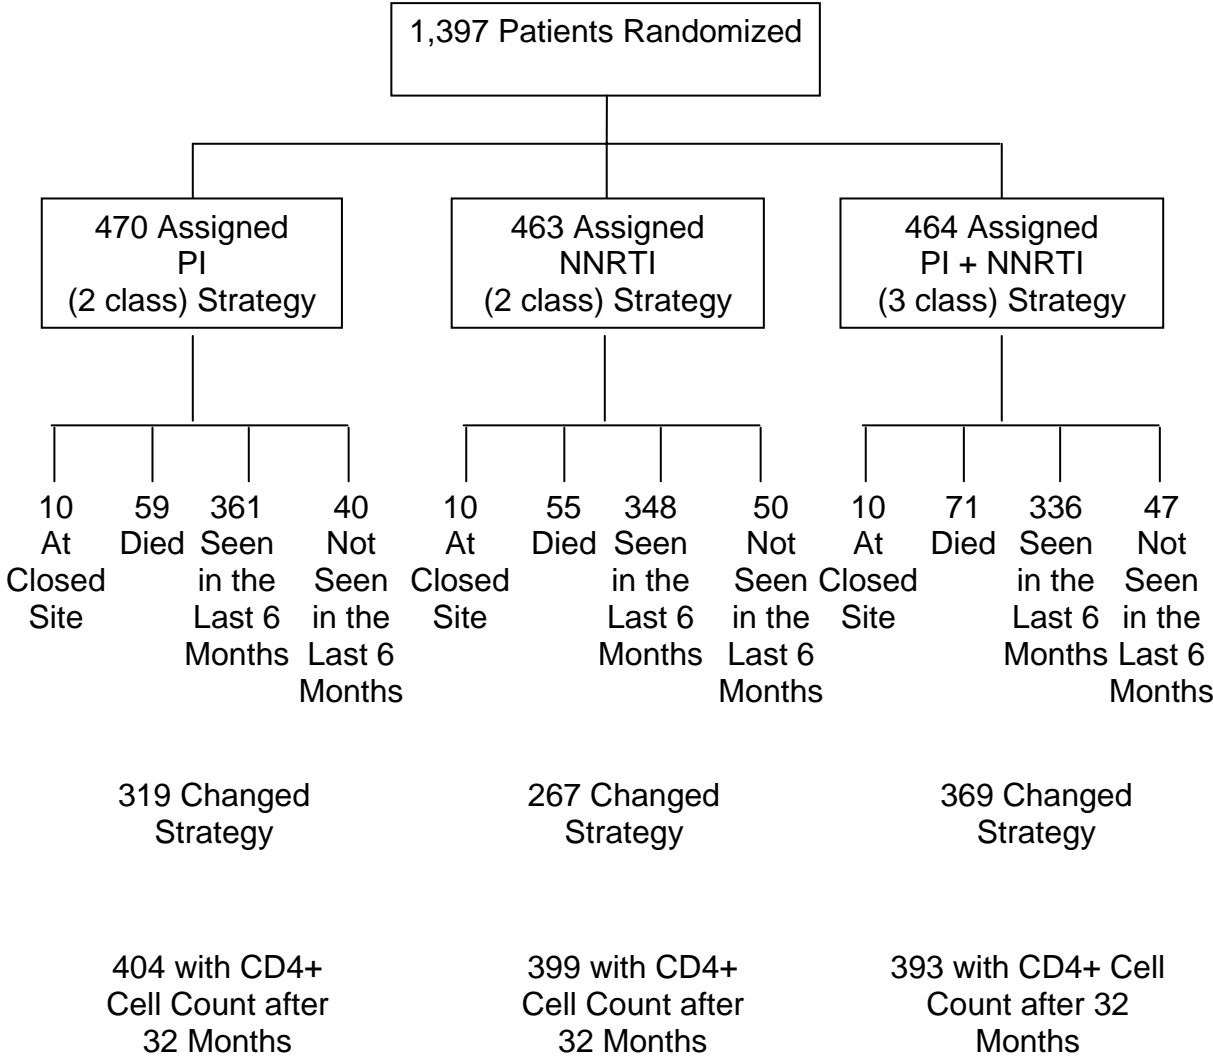 1,397 Patients Randomized
470 Assigned
PI
(2 class) Strategy
463 Assigned
NNRTI
(2 class) Strategy
464 Assigned
PI + NNRTI
(3 class) Strategy
10
At
Closed
Site
59
Died
361
Seen
in the
Last 6
Months
40
Not
Seen
in the
Last 6
Months
10
At
Closed
Site
55
Died
348
Seen
in the
Last 6
Months
50
Not
Seen
in the
Last 6
Months
10
At
Closed
Site
71
Died
336
Seen
in the
Last 6
Months
47
Not
Seen
in the
Last 6
Months
319 Changed
Strategy
267 Changed
Strategy
369 Changed
Strategy
404 with CD4+
Cell Count after
32 Months
399 with CD4+
Cell Count after
32 Months
393 with CD4+ Cell
Count after 32
Months